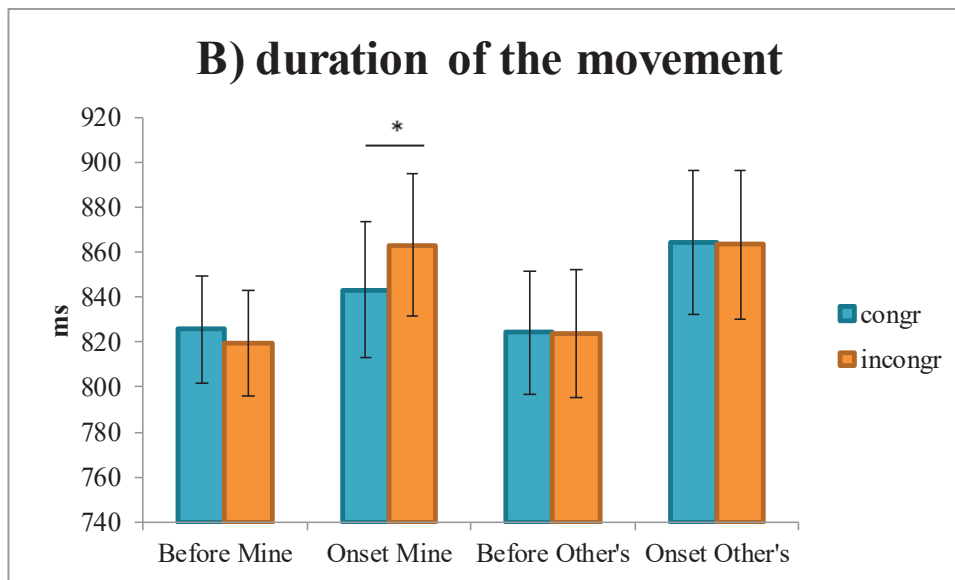 B) duration of the movement
920
900
880
860
840
820
800
780
760
740
ms
*
congr
incongr
Before Mine
Onset Mine
Before Other's
Onset Other's